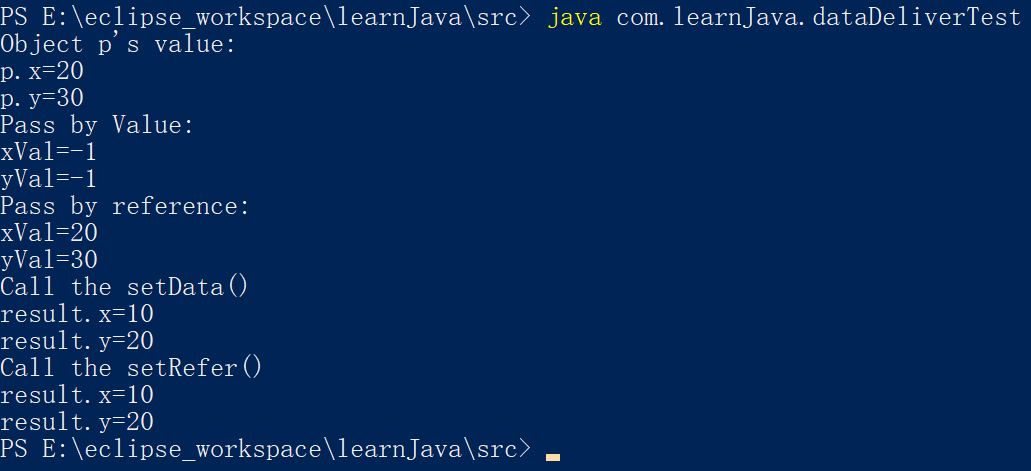 PS E:\eclipse_workspace\learnJava\src> java com.learnJava.dataDeliverTest
Object p's value:
p.x=20
p.y=30
Pass by Value:
xVal=-1
yVal=-1
Pass by reference:
xVal=20
yVal=30
Call the setData()
result.x=10
result.y=20
Call the setRefer()
result.x=10
result.y=20
PS E:\eclipse_workspace\learnJava\src>